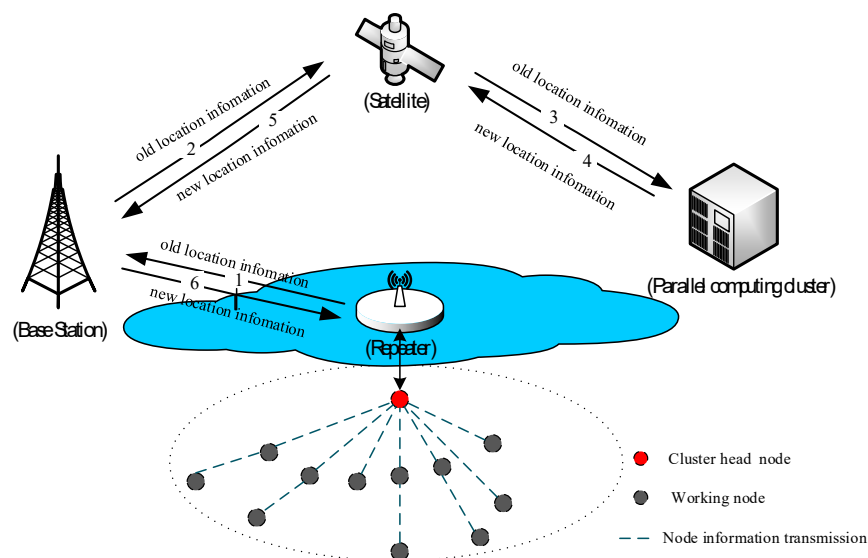 (Satellite)
old location infomation
2
5
new location infomation
old location infomation
3
4
new location infomation
(Parallel computing cluster)
old location infomation
1
6
new location infomation
(Base Station)
(Repeater)
Cluster head node
Working node
Node information transmission